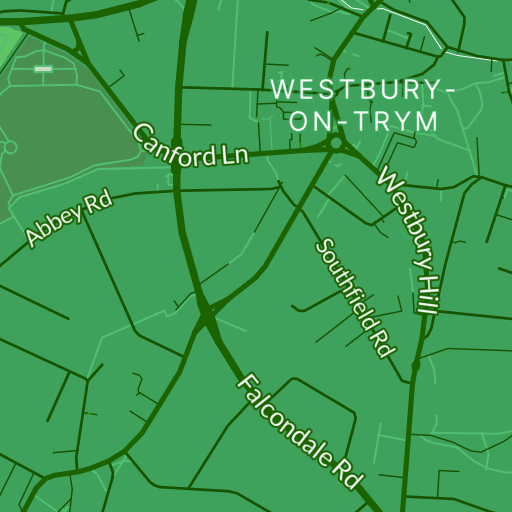 WESTBURY-
ON-TRYM
Canford Ln
Abbey Rd
Westbury Hill
Southfield Rd
Falcondale Rd